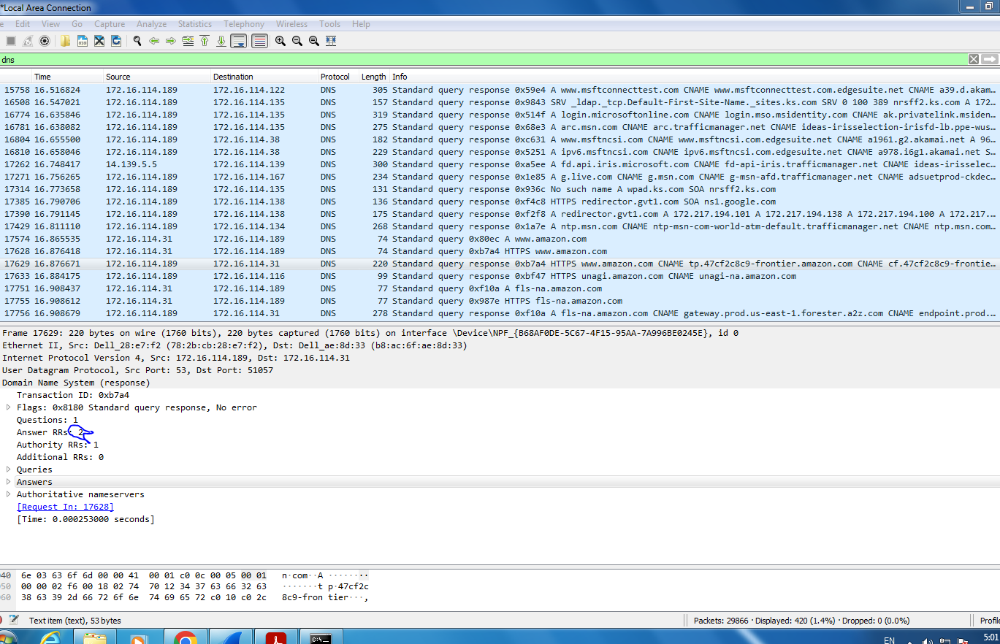 *Local Area Connection
e Edit View Go Capture Analyze Statistics Telephony Wireless Tools Help
dns
Time Source Destination Protocol Length Info
15758 16.516824 172.16.114.189 172.16.114.122 DNS 305 Standard query response 0x59e4 A www.msftconnecttest.com CNAME www.msftconnecttest.com.edgesuite.net CNAME a39.d.akam…
16508 16.547021 172.16.114.189 172.16.114.135 DNS 157 Standard query response 0x9843 SRV _ldap._tcp.Default-First-Site-Name._sites.ks.com SRV 0 100 389 nrsff2.ks.com A 172…
16774 16.635846 172.16.114.189 172.16.114.135 DNS 319 Standard query response 0x514f A login.microsoftonline.com CNAME login.mso.msidentity.com CNAME ak.privatelink.msiden…
16781 16.638082 172.16.114.189 172.16.114.135 DNS 275 Standard query response 0x68e3 A arc.msn.com CNAME arc.trafficmanager.net CNAME ideas-irisselection-irisfd-lb.ppe-wus…
16804 16.655500 172.16.114.189 172.16.114.38 DNS 182 Standard query response 0xc631 A www.msftncsi.com CNAME www.msftncsi.com.edgesuite.net CNAME a1961.g2.akamai.net A 96…
16810 16.658046 172.16.114.189 172.16.114.38 DNS 229 Standard query response 0x5251 A ipv6.msftncsi.com CNAME ipv6.msftncsi.com.edgesuite.net CNAME a978.i6g1.akamai.net S…
17262 16.748417 14.139.5.5 172.16.114.139 DNS 300 Standard query response 0xa5ee A fd.api.iris.microsoft.com CNAME fd-api-iris.trafficmanager.net CNAME ideas-irisselec…
17271 16.756265 172.16.114.189 172.16.114.167 DNS 234 Standard query response 0x1e85 A g.live.com CNAME g.msn.com CNAME g-msn-afd.trafficmanager.net CNAME adsuetprod-ckdec…
17314 16.773658 172.16.114.189 172.16.114.135 DNS 131 Standard query response 0x936c No such name A wpad.ks.com SOA nrsff2.ks.com
17385 16.790706 172.16.114.189 172.16.114.138 DNS 136 Standard query response 0xf4c8 HTTPS redirector.gvt1.com SOA ns1.google.com
17390 16.791145 172.16.114.189 172.16.114.138 DNS 175 Standard query response 0xf2f8 A redirector.gvt1.com A 172.217.194.101 A 172.217.194.138 A 172.217.194.100 A 172.217.…
17429 16.811110 172.16.114.189 172.16.114.134 DNS 268 Standard query response 0x1a7e A ntp.msn.com CNAME ntp-msn-com-world-atm-default.trafficmanager.net CNAME ntp.msn.com…
17574 16.865535 172.16.114.31 172.16.114.189 DNS 74 Standard query 0x80ec A www.amazon.com
17628 16.876418 172.16.114.31 172.16.114.189 DNS 74 Standard query 0xb7a4 HTTPS www.amazon.com
17629 16.876671 172.16.114.189 172.16.114.31 DNS 220 Standard query response 0xb7a4 HTTPS www.amazon.com CNAME tp.47cf2c8c9-frontier.amazon.com CNAME cf.47cf2c8c9-frontie…
17633 16.884175 172.16.114.189 172.16.114.116 DNS 99 Standard query response 0xbf47 HTTPS unagi.amazon.com CNAME unagi-na.amazon.com
17751 16.908437 172.16.114.31 172.16.114.189 DNS 77 Standard query 0xf10a A fls-na.amazon.com
17755 16.908612 172.16.114.31 172.16.114.189 DNS 77 Standard query 0x987e HTTPS fls-na.amazon.com
17756 16.908679 172.16.114.189 172.16.114.31 DNS 278 Standard query response 0xf10a A fls-na.amazon.com CNAME gateway.prod.us-east-1.forester.a2z.com CNAME endpoint.prod.…
Frame 17629: 220 bytes on wire (1760 bits), 220 bytes captured (1760 bits) on interface \Device\NPF_{B68AF0DE-5C67-4F15-95AA-7A996BE0245E}, id 0
Ethernet II, Src: Dell_28:e7:f2 (78:2b:cb:28:e7:f2), Dst: Dell_ae:8d:33 (b8:ac:6f:ae:8d:33)
Internet Protocol Version 4, Src: 172.16.114.189, Dst: 172.16.114.31
User Datagram Protocol, Src Port: 53, Dst Port: 51057
Domain Name System (response)
Transaction ID: 0xb7a4
Flags: 0x8180 Standard query response, No error
Questions: 1
Answer RRs: 2
Authority RRs: 1
Additional RRs: 0
Queries
Answers
Authoritative nameservers
[Request In: 17628]
[Time: 0.000253000 seconds]
040 6e 03 63 6f 6d 00 00 41 00 01 c0 0c 00 05 00 01 n·com··A ········
050 00 00 02 f6 00 18 02 74 70 12 34 37 63 66 32 63 ·······t p·47cf2c
060 38 63 39 2d 66 72 6f 6e 74 69 65 72 c0 10 c0 2c 8c9-fron tier···,
Text item (text), 53 bytes
Packets: 29866 · Displayed: 420 (1.4%) · Dropped: 0 (0.0%)
Profile
C:\_
EN
5:01